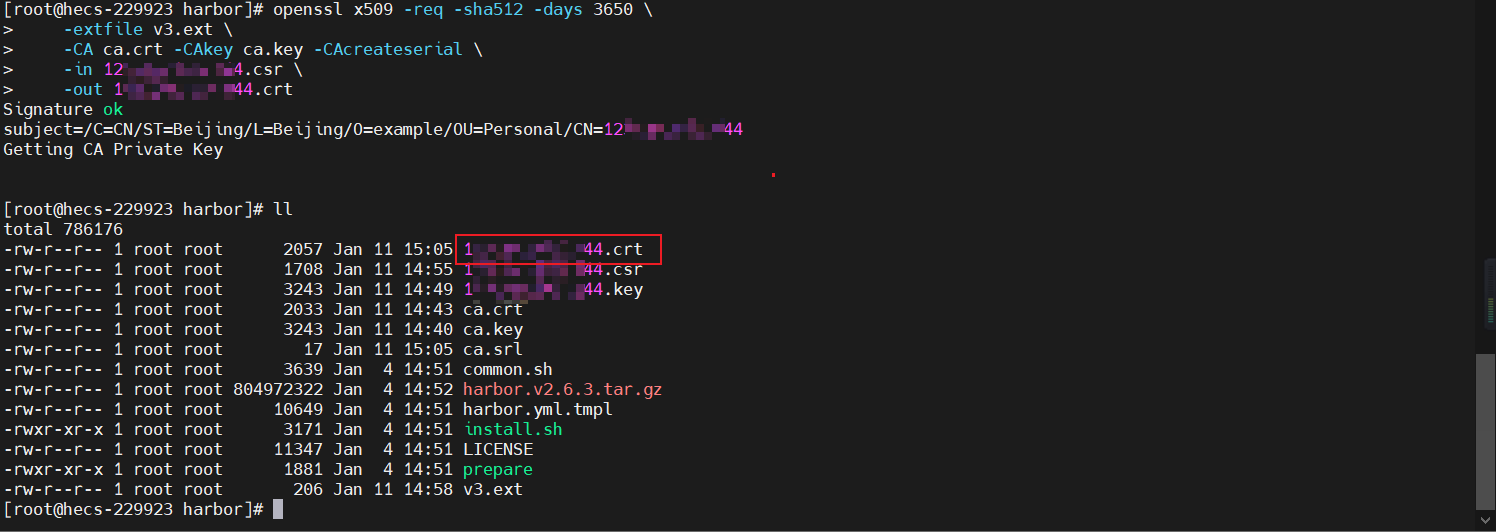 [root@hecs-229923 harbor]# openssl x509 -req -sha512 -days 3650 \
>     -extfile v3.ext \
>     -CA ca.crt -CAkey ca.key -CAcreateserial \
>     -in 12 4.csr \
>     -out 1 44.crt
Signature ok
subject=/C=CN/ST=Beijing/L=Beijing/O=example/OU=Personal/CN=12 44
Getting CA Private Key
[root@hecs-229923 harbor]# ll
total 786176
-rw-r--r-- 1 root root      2057 Jan 11 15:05 1 44.crt
-rw-r--r-- 1 root root      1708 Jan 11 14:55 1 44.csr
-rw-r--r-- 1 root root      3243 Jan 11 14:49 1 44.key
-rw-r--r-- 1 root root      2033 Jan 11 14:43 ca.crt
-rw-r--r-- 1 root root      3243 Jan 11 14:40 ca.key
-rw-r--r-- 1 root root        17 Jan 11 15:05 ca.srl
-rw-r--r-- 1 root root      3639 Jan  4 14:51 common.sh
-rw-r--r-- 1 root root 804972322 Jan  4 14:52 harbor.v2.6.3.tar.gz
-rw-r--r-- 1 root root     10649 Jan  4 14:51 harbor.yml.tmpl
-rwxr-xr-x 1 root root      3171 Jan  4 14:51 install.sh
-rw-r--r-- 1 root root     11347 Jan  4 14:51 LICENSE
-rwxr-xr-x 1 root root      1881 Jan  4 14:51 prepare
-rw-r--r-- 1 root root       206 Jan 11 14:58 v3.ext
[root@hecs-229923 harbor]#